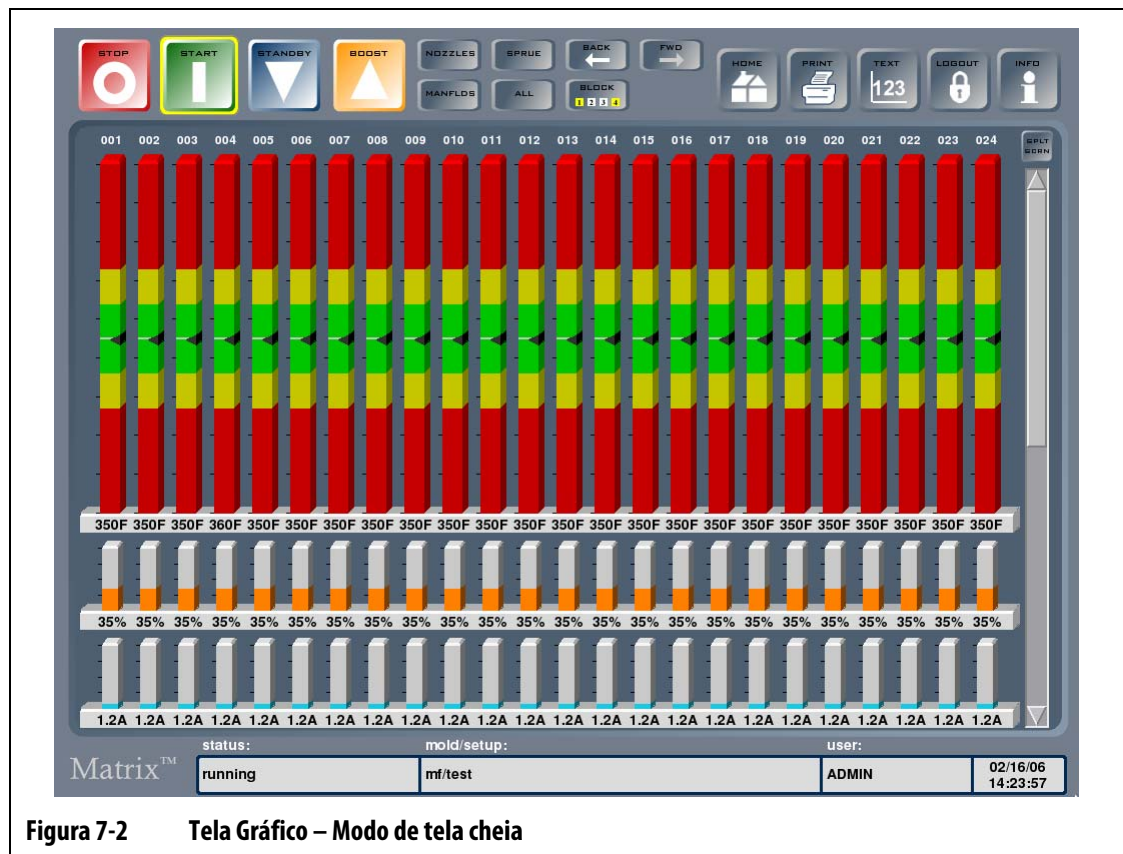 STOP START STANDBY BOOST NOZZLES SPRUE BACK FWD HOME PRINT TEXT LOGOUT INFO
123
MANFLDS ALL BLOCK
1 2 3 4
001 002 003 004 005 006 007 008 009 010 011 012 013 014 015 016 017 018 019 020 021 022 023 024 SPLT
SCRN
350F 350F 350F 360F 350F 350F 350F 350F 350F 350F 350F 350F 350F 350F 350F 350F 350F 350F 350F 350F 350F 350F 350F 350F
35% 35% 35% 35% 35% 35% 35% 35% 35% 35% 35% 35% 35% 35% 35% 35% 35% 35% 35% 35% 35% 35% 35% 35%
1.2A 1.2A 1.2A 1.2A 1.2A 1.2A 1.2A 1.2A 1.2A 1.2A 1.2A 1.2A 1.2A 1.2A 1.2A 1.2A 1.2A 1.2A 1.2A 1.2A 1.2A 1.2A 1.2A 1.2A
status: mold/setup: user:
Matrix™ running mf/test ADMIN 02/16/06
14:23:57
Figura 7-2 Tela Gráfico – Modo de tela cheia